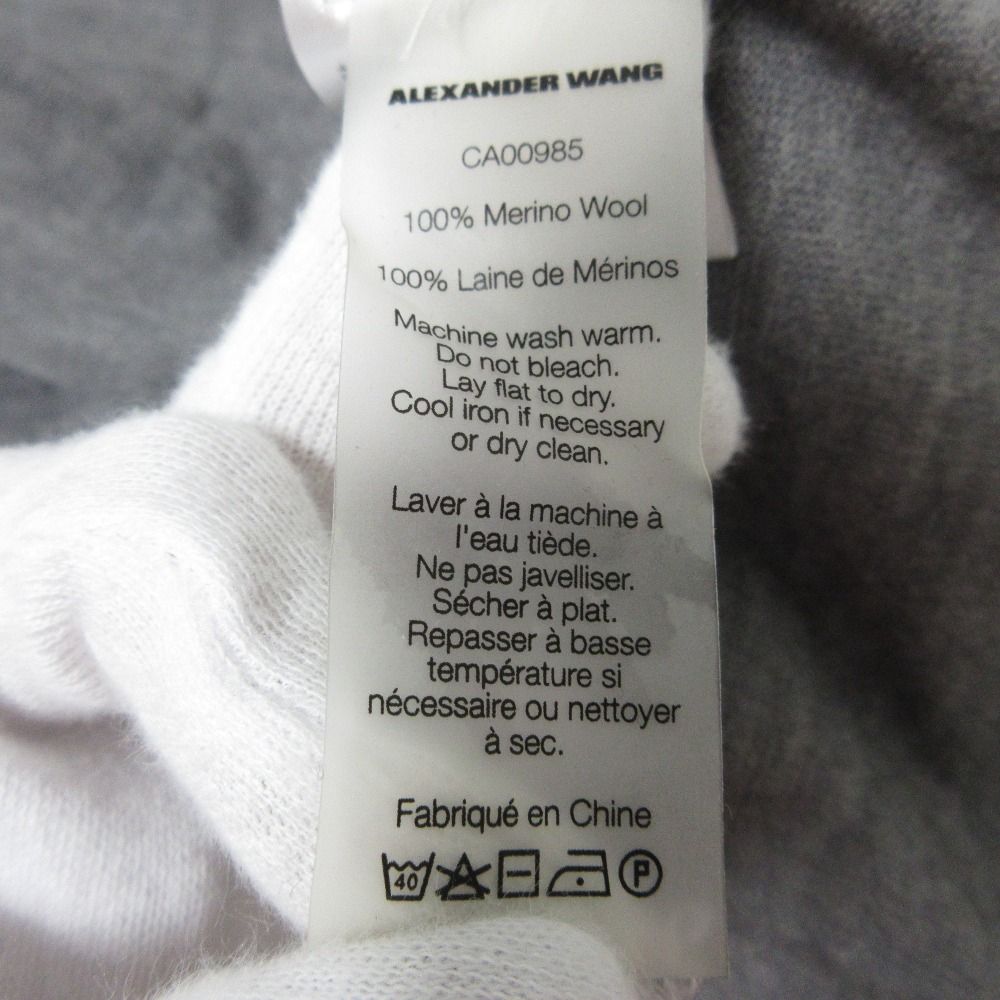 ALEXANDER WANG
CA00985
100% Merino Wool
100% Laine de Mérinos
Machine wash warm.
Do not bleach.
Lay flat to dry.
Cool iron if necessary
or dry clean.
Laver à la machine à
l'eau tiède.
Ne pas javelliser.
Sécher à plat.
Repasser à basse
température si
nécessaire ou nettoyer
à sec.
Fabriqué en Chine
40 P